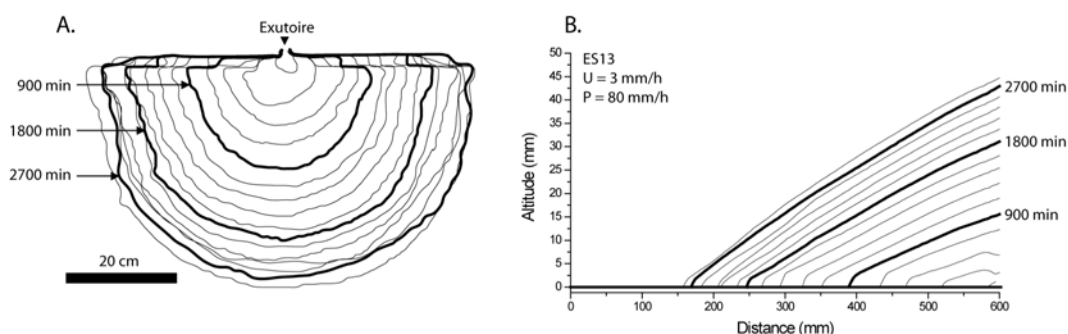 A.
Exutoire
900 min
1800 min
2700 min
20 cm
B.
ES13
U = 3 mm/h
P = 80 mm/h
Altitude (mm)
50
45
40
35
30
25
20
15
10
5
0
2700 min
1800 min
900 min
0 100 200 300 400 500 600
Distance (mm)